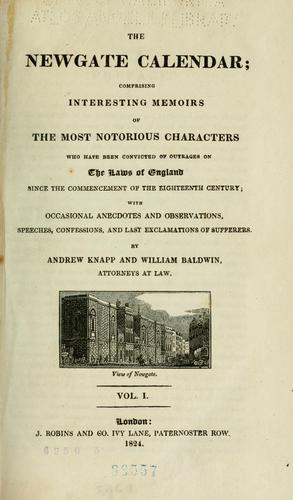 THE
NEWGATE CALENDAR;
COMPRISING
INTERESTING MEMOIRS
OF
THE MOST NOTORIOUS CHARACTERS
WHO HAVE BEEN CONVICTED OF OUTRAGES ON
The Laws of England
SINCE THE COMMENCEMENT OF THE EIGHTEENTH CENTURY;
WITH
OCCASIONAL ANECDOTES AND OBSERVATIONS,
SPEECHES, CONFESSIONS, AND LAST EXCLAMATIONS OF SUFFERERS.
BY
ANDREW KNAPP AND WILLIAM BALDWIN,
ATTORNEYS AT LAW.
View of Newgate.
VOL. I.
London:
J. ROBINS AND CO. IVY LANE, PATERNOSTER ROW.
1824.